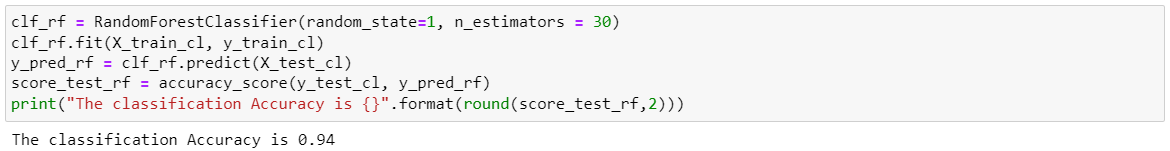 clf_rf = RandomForestClassifier(random_state=1, n_estimators = 30)
clf_rf.fit(X_train_cl, y_train_cl)
y_pred_rf = clf_rf.predict(X_test_cl)
score_test_rf = accuracy_score(y_test_cl, y_pred_rf)
print("The classification Accuracy is {}".format(round(score_test_rf,2)))
The classification Accuracy is 0.94